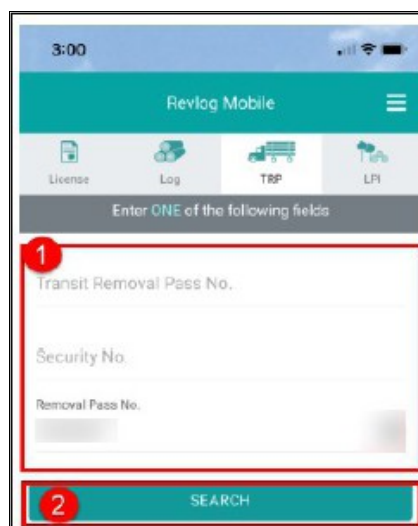 3:00
Revlog Mobile
License Log TRP LPI
Enter ONE of the following fields
1
Transit Removal Pass No.
Security No.
Removal Pass No.
2 SEARCH